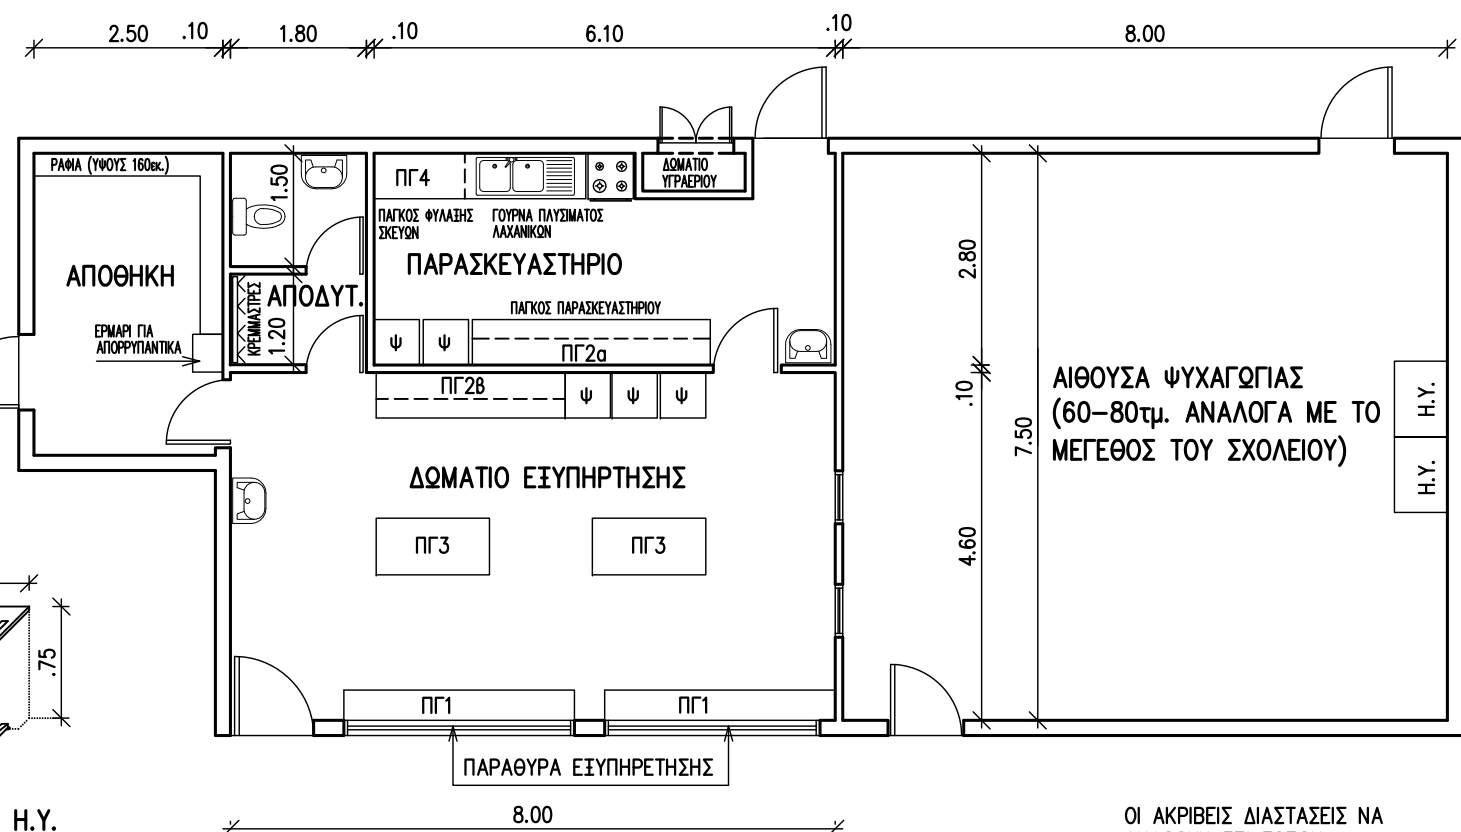 2.50 .10 1.80 .10 6.10 .10 8.00
ΡΑΦΙΑ (ΥΨΟΥΣ 160εκ.)
1.50
ΠΓ4
ΔΩΜΑΤΙΟ
ΥΓΡΑΕΡΙΟΥ
ΠΑΓΚΟΣ ΦΥΛΑΞΗΣ
ΣΚΕΥΩΝ
ΓΟΥΡΝΑ ΠΛΥΣΙΜΑΤΟΣ
ΛΑΧΑΝΙΚΩΝ
ΑΠΟΘΗΚΗ
ΠΑΡΑΣΚΕΥΑΣΤΗΡΙΟ
2.80
ΚΡΕΜΜΑΣΤΡΕΣ
ΑΠΟΔΥΤ.
1.20
ΠΑΓΚΟΣ ΠΑΡΑΣΚΕΥΑΣΤΗΡΙΟΥ
ΕΡΜΑΡΙ ΓΙΑ
ΑΠΟΡΡΥΠΑΝΤΙΚΑ
Ψ Ψ
ΠΓ2α
ΠΓ2β
Ψ Ψ Ψ
.10
7.50
ΑΙΘΟΥΣΑ ΨΥΧΑΓΩΓΙΑΣ
(60–80τμ. ΑΝΑΛΟΓΑ ΜΕ ΤΟ
ΜΕΓΕΘΟΣ ΤΟΥ ΣΧΟΛΕΙΟΥ)
Η.Υ.
Η.Υ.
ΔΩΜΑΤΙΟ ΕΞΥΠΗΡΤΗΣΗΣ
ΠΓ3 ΠΓ3
4.60
.75
ΠΓ1 ΠΓ1
ΠΑΡΑΘΥΡΑ ΕΞΥΠΗΡΕΤΗΣΗΣ
Η.Υ.
8.00
ΟΙ ΑΚΡΙΒΕΙΣ ΔΙΑΣΤΑΣΕΙΣ ΝΑ